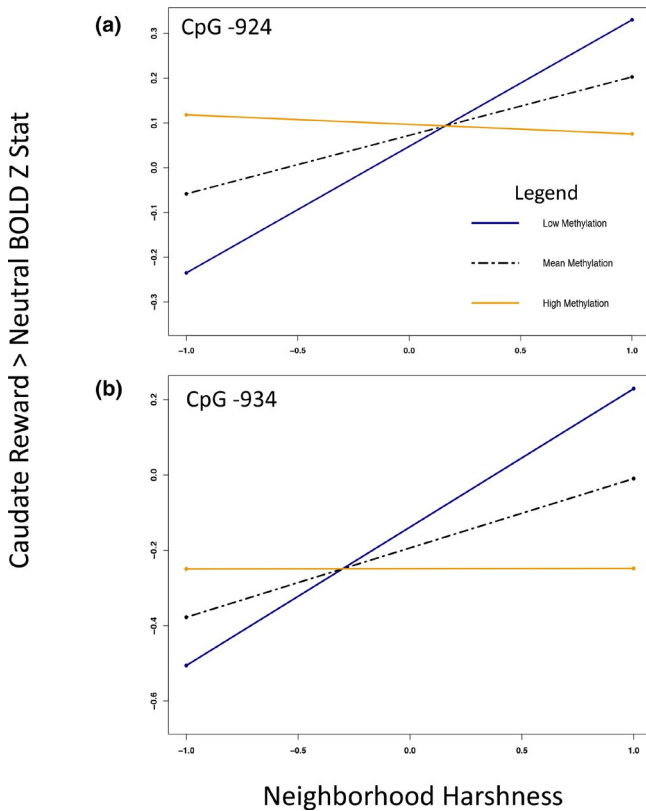 Caudate Reward > Neutral BOLD Z Stat
(a)
CpG -924
0.3
0.2
0.1
0.0
−0.1
−0.2
−0.3
Legend
Low Methylation
Mean Methylation
High Methylation
−1.0 −0.5 0.0 0.5 1.0
(b)
CpG -934
0.2
0.0
−0.2
−0.4
−0.6
−1.0 −0.5 0.0 0.5 1.0
Neighborhood Harshness